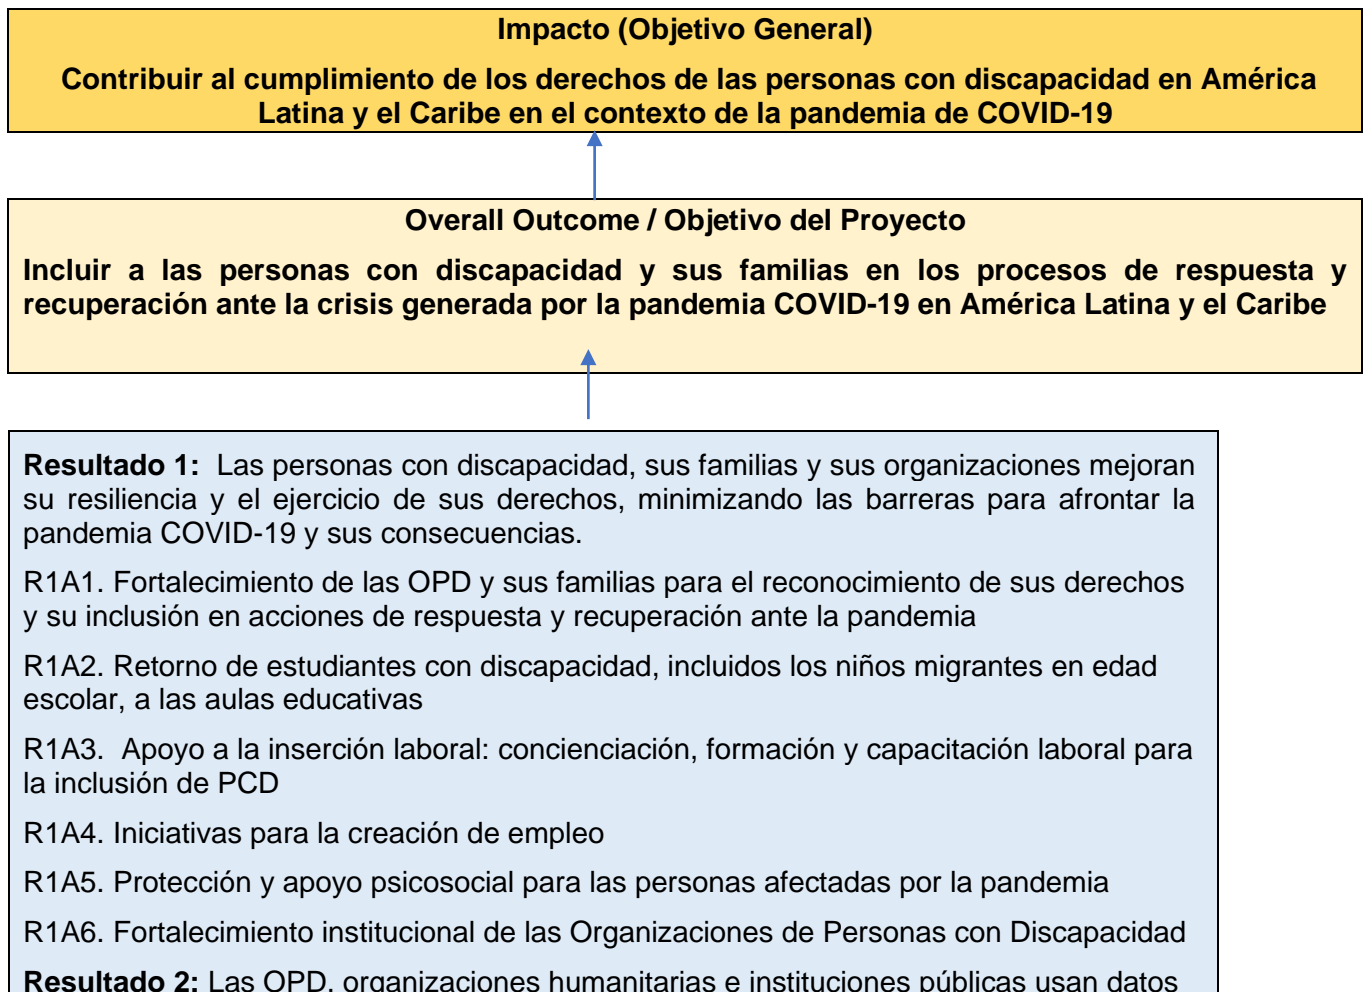 Impacto (Objetivo General)
Contribuir al cumplimiento de los derechos de las personas con discapacidad en América
Latina y el Caribe en el contexto de la pandemia de COVID-19
Overall Outcome / Objetivo del Proyecto
Incluir a las personas con discapacidad y sus familias en los procesos de respuesta y
recuperación ante la crisis generada por la pandemia COVID-19 en América Latina y el Caribe
Resultado 1: Las personas con discapacidad, sus familias y sus organizaciones mejoran
su resiliencia y el ejercicio de sus derechos, minimizando las barreras para afrontar la
pandemia COVID-19 y sus consecuencias.
R1A1. Fortalecimiento de las OPD y sus familias para el reconocimiento de sus derechos
y su inclusión en acciones de respuesta y recuperación ante la pandemia
R1A2. Retorno de estudiantes con discapacidad, incluidos los niños migrantes en edad
escolar, a las aulas educativas
R1A3. Apoyo a la inserción laboral: concienciación, formación y capacitación laboral para
la inclusión de PCD
R1A4. Iniciativas para la creación de empleo
R1A5. Protección y apoyo psicosocial para las personas afectadas por la pandemia
R1A6. Fortalecimiento institucional de las Organizaciones de Personas con Discapacidad
Resultado 2: Las OPD, organizaciones humanitarias e instituciones públicas usan datos